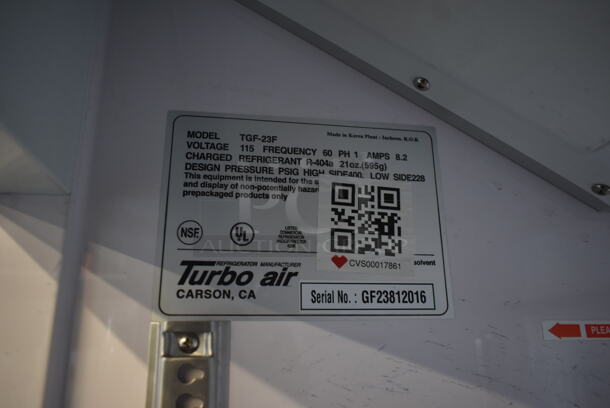 MODEL TGF-23F
Made in Korea Plant - Incheon, R.O.K
VOLTAGE 115 FREQUENCY 60 PH 1 AMPS 8.2
CHARGED REFRIGERANT R-404a 21oz.(595g)
DESIGN PRESSURE PSIG HIGH SIDE400, LOW SIDE228
This equipment is intended for the s
and display of non-potentially hazar
prepackaged products only
NSF
UL
LISTED
COMMERCIAL
REFRIGERATOR
CVS00017861
solvent
REFRIGERATOR MANUFACTURER
Turbo air
CARSON, CA
Serial No. : GF23812016
PLEA